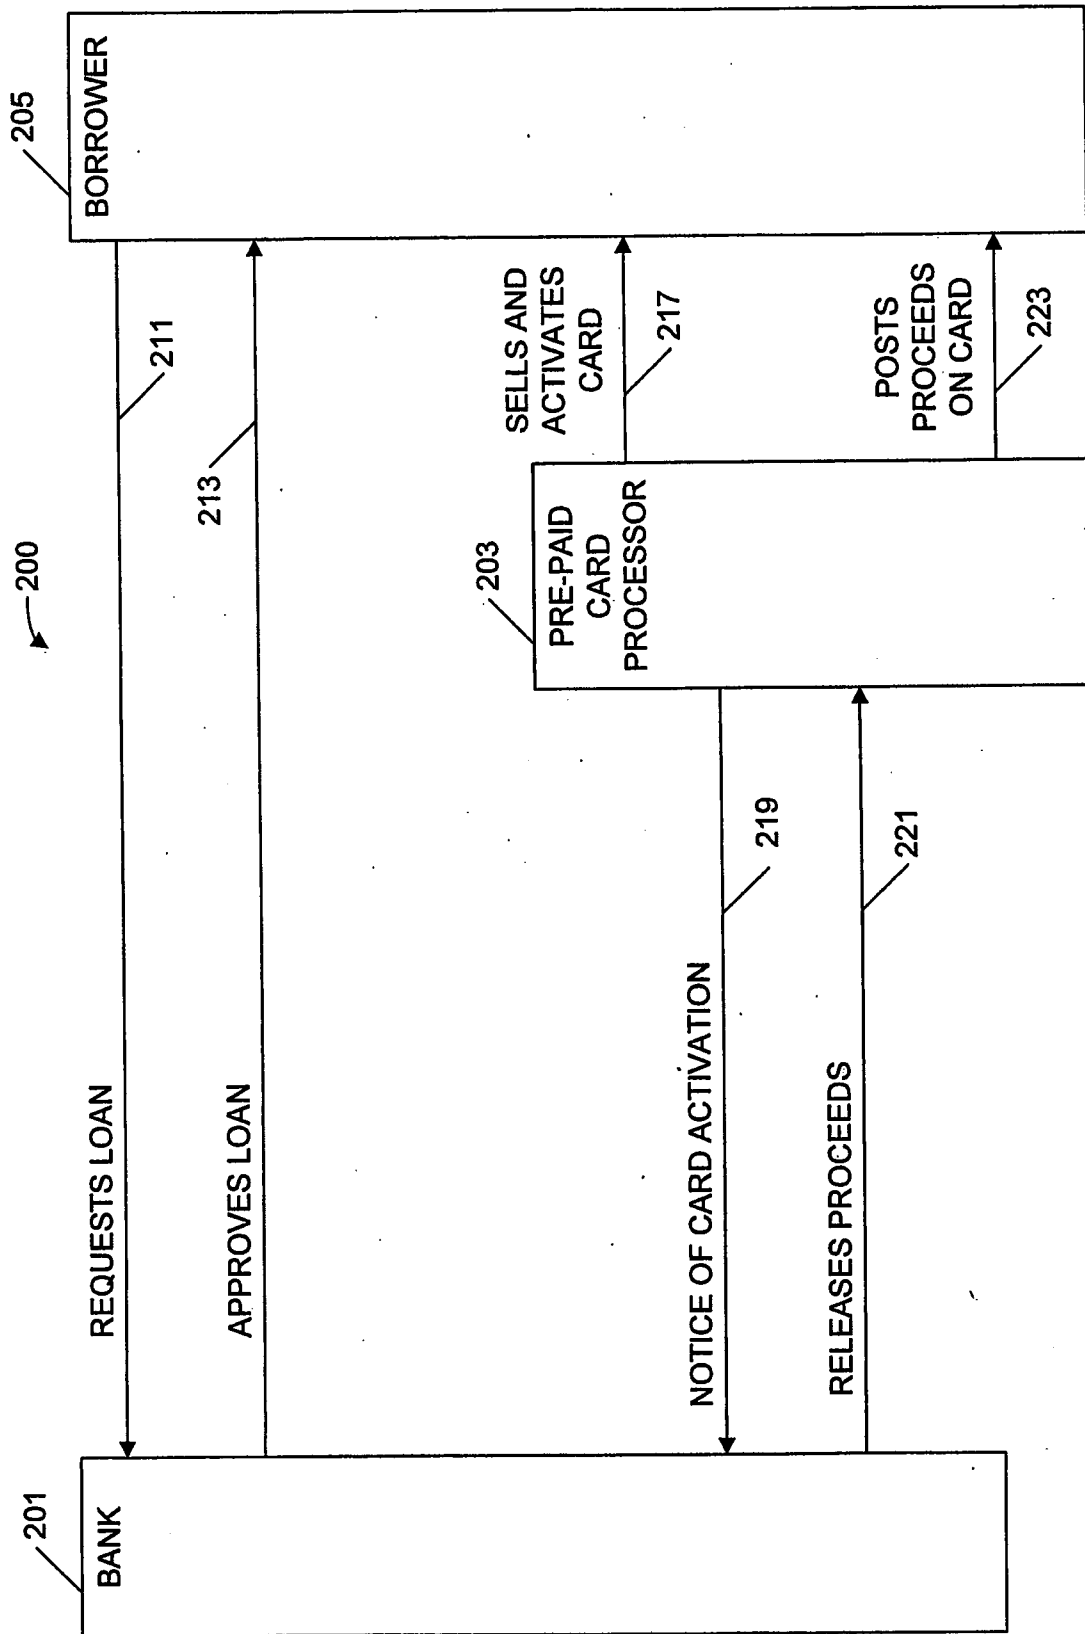 200
201
BANK
205
BORROWER
REQUESTS LOAN
211
APPROVES LOAN
213
203
PRE-PAID
CARD
PROCESSOR
SELLS AND
ACTIVATES
CARD
217
NOTICE OF CARD ACTIVATION
219
RELEASES PROCEEDS
221
POSTS
PROCEEDS
ON CARD
223